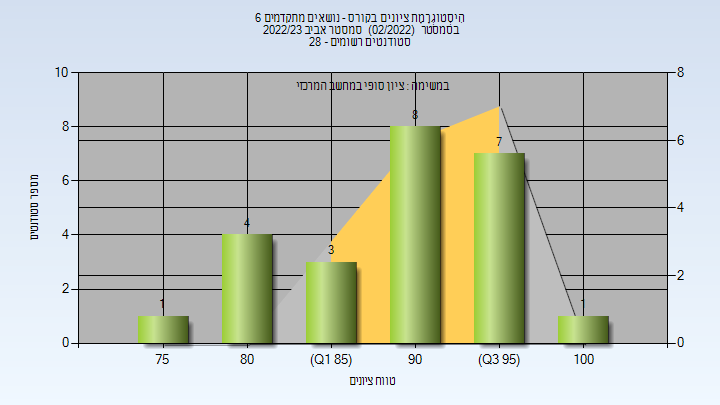 הִיסְטוֹגְרַמַת ציונים בקורס - נושאים מתקדמים 6
בסמסטר (02/2022) סמסטר אביב 2022/23
סטודנטים רשומים - 28
במשימה : ציון סופי במחשב המרכזי
מספר סטודנטים
10
8
6
4
2
0
8
6
4
2
0
1
4
3
8
7
1
75
80
(Q1 85)
90
(Q3 95)
100
טווח ציונים